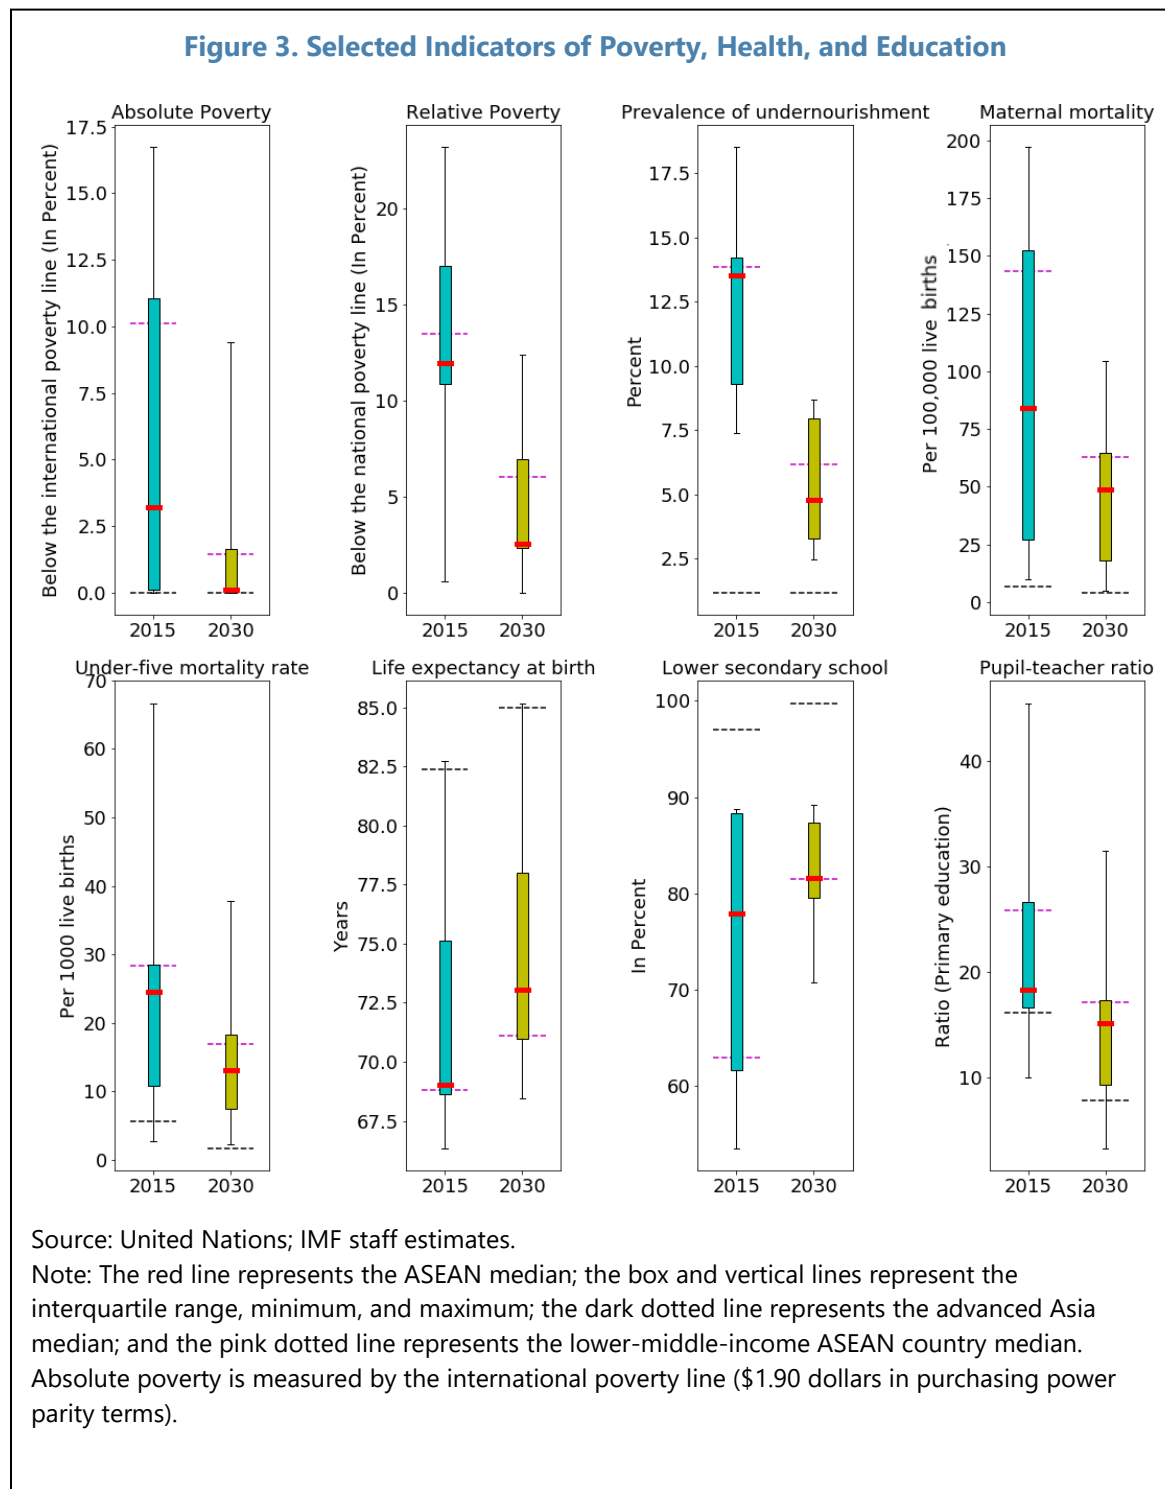 Figure 3. Selected Indicators of Poverty, Health, and Education
Absolute Poverty
Below the international poverty line (In Percent)
17.5
15.0
12.5
10.0
7.5
5.0
2.5
0.0
2015 2030
Relative Poverty
Below the national poverty line (In Percent)
20
15
10
5
0
2015 2030
Prevalence of undernourishment
Percent
17.5
15.0
12.5
10.0
7.5
5.0
2.5
2015 2030
Maternal mortality
Per 100,000 live births
200
175
150
125
100
75
50
25
0
2015 2030
Under-five mortality rate
Per 1000 live births
70
60
50
40
30
20
10
0
2015 2030
Life expectancy at birth
Years
85.0
82.5
80.0
77.5
75.0
72.5
70.0
67.5
2015 2030
Lower secondary school
In Percent
100
90
80
70
60
2015 2030
Pupil-teacher ratio
Ratio (Primary education)
40
30
20
10
2015 2030
Source: United Nations; IMF staff estimates.
Note: The red line represents the ASEAN median; the box and vertical lines represent the
interquartile range, minimum, and maximum; the dark dotted line represents the advanced Asia
median; and the pink dotted line represents the lower-middle-income ASEAN country median.
Absolute poverty is measured by the international poverty line ($1.90 dollars in purchasing power
parity terms).